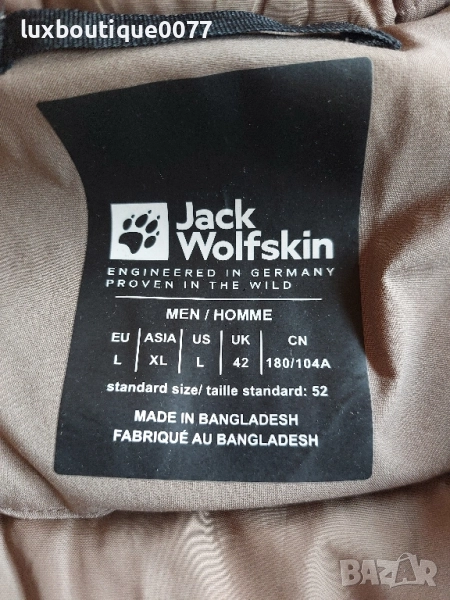 luxboutique0077
Jack
Wolfskin
ENGINEERED IN GERMANY
PROVEN IN THE WILD
MEN / HOMME
EU ASIA US UK CN
L XL L 42 180/104A
standard size/ taille standard: 52
MADE IN BANGLADESH
FABRIQUÉ AU BANGLADESH
BAZAR